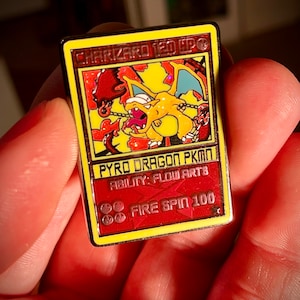 CHARIZARD 120 HP
PYRO DRAGON PKMN
ABILITY: FLOW ARTS
FIRE SPIN 100